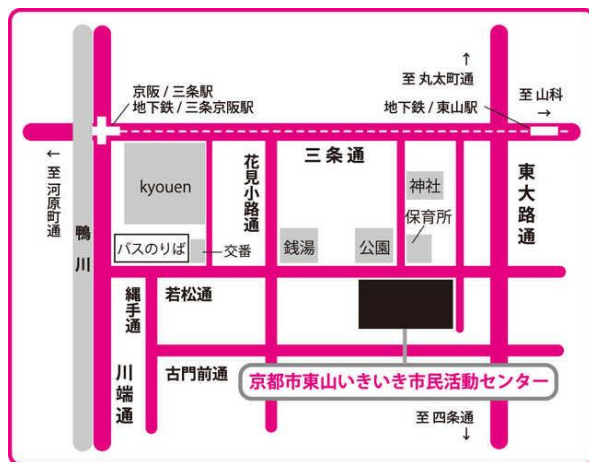 ↑
至 丸太町通
京阪 / 三条駅
地下鉄 / 三条京阪駅
地下鉄 / 東山駅
至 山科
→
←
至 河原町通
鴨川
kyouen
花見小路通
三条通
神社
保育所
東大路通
バスのりば
交番
銭湯
公園
縄手通
若松通
川端通
古門前通
京都市東山いきいき市民活動センター
至 四条通
↓